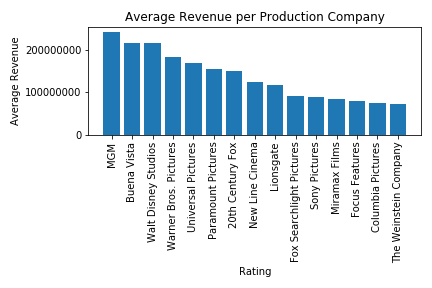 Average Revenue per Production Company
Average Revenue
200000000
100000000
0
MGM
Buena Vista
Walt Disney Studios
Warner Bros. Pictures
Universal Pictures
Paramount Pictures
20th Century Fox
New Line Cinema
Lionsgate
Fox Searchlight Pictures
Sony Pictures
Miramax Films
Focus Features
Columbia Pictures
The Weinstein Company
Rating